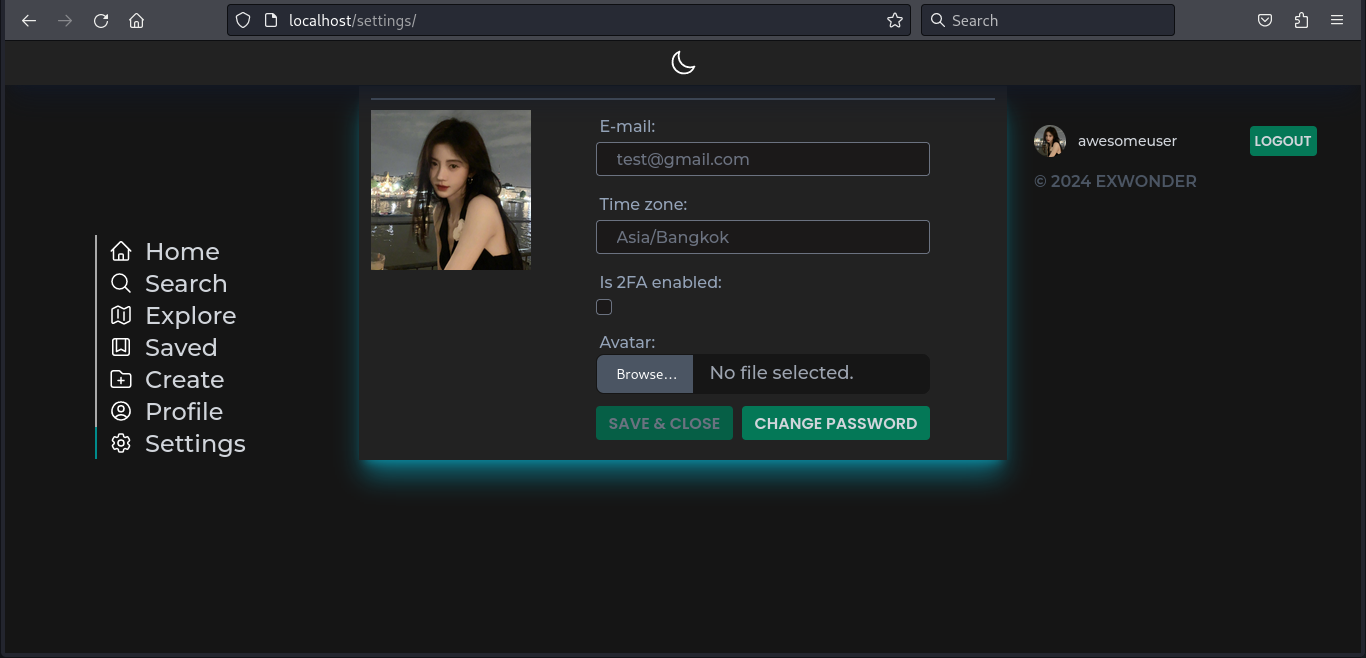 localhost/settings/
Search
Home
Search
Explore
Saved
Create
Profile
Settings
E-mail:
test@gmail.com
Time zone:
Asia/Bangkok
Is 2FA enabled:
Avatar:
Browse... No file selected.
SAVE & CLOSE CHANGE PASSWORD
awesomeuser LOGOUT
© 2024 EXWONDER